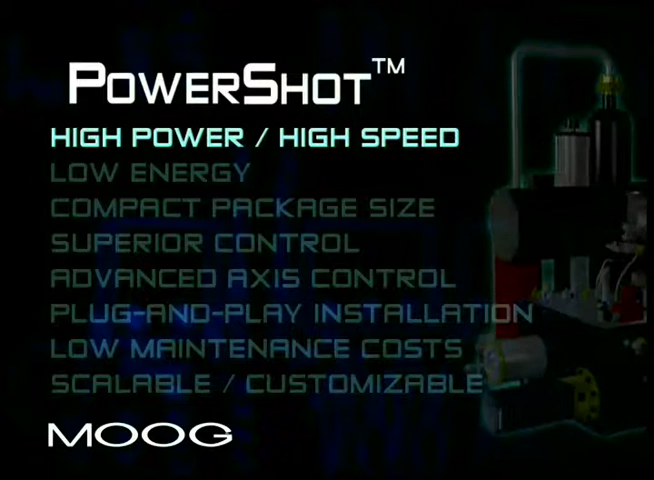 POWERSHOT™
HIGH POWER / HIGH SPEED
LOW ENERGY
COMPACT PACKAGE SIZE
SUPERIOR CONTROL
ADVANCED AXIS CONTROL
PLUG-AND-PLAY INSTALLATION
LOW MAINTENANCE COSTS
SCALABLE / CUSTOMIZABLE
MOOG